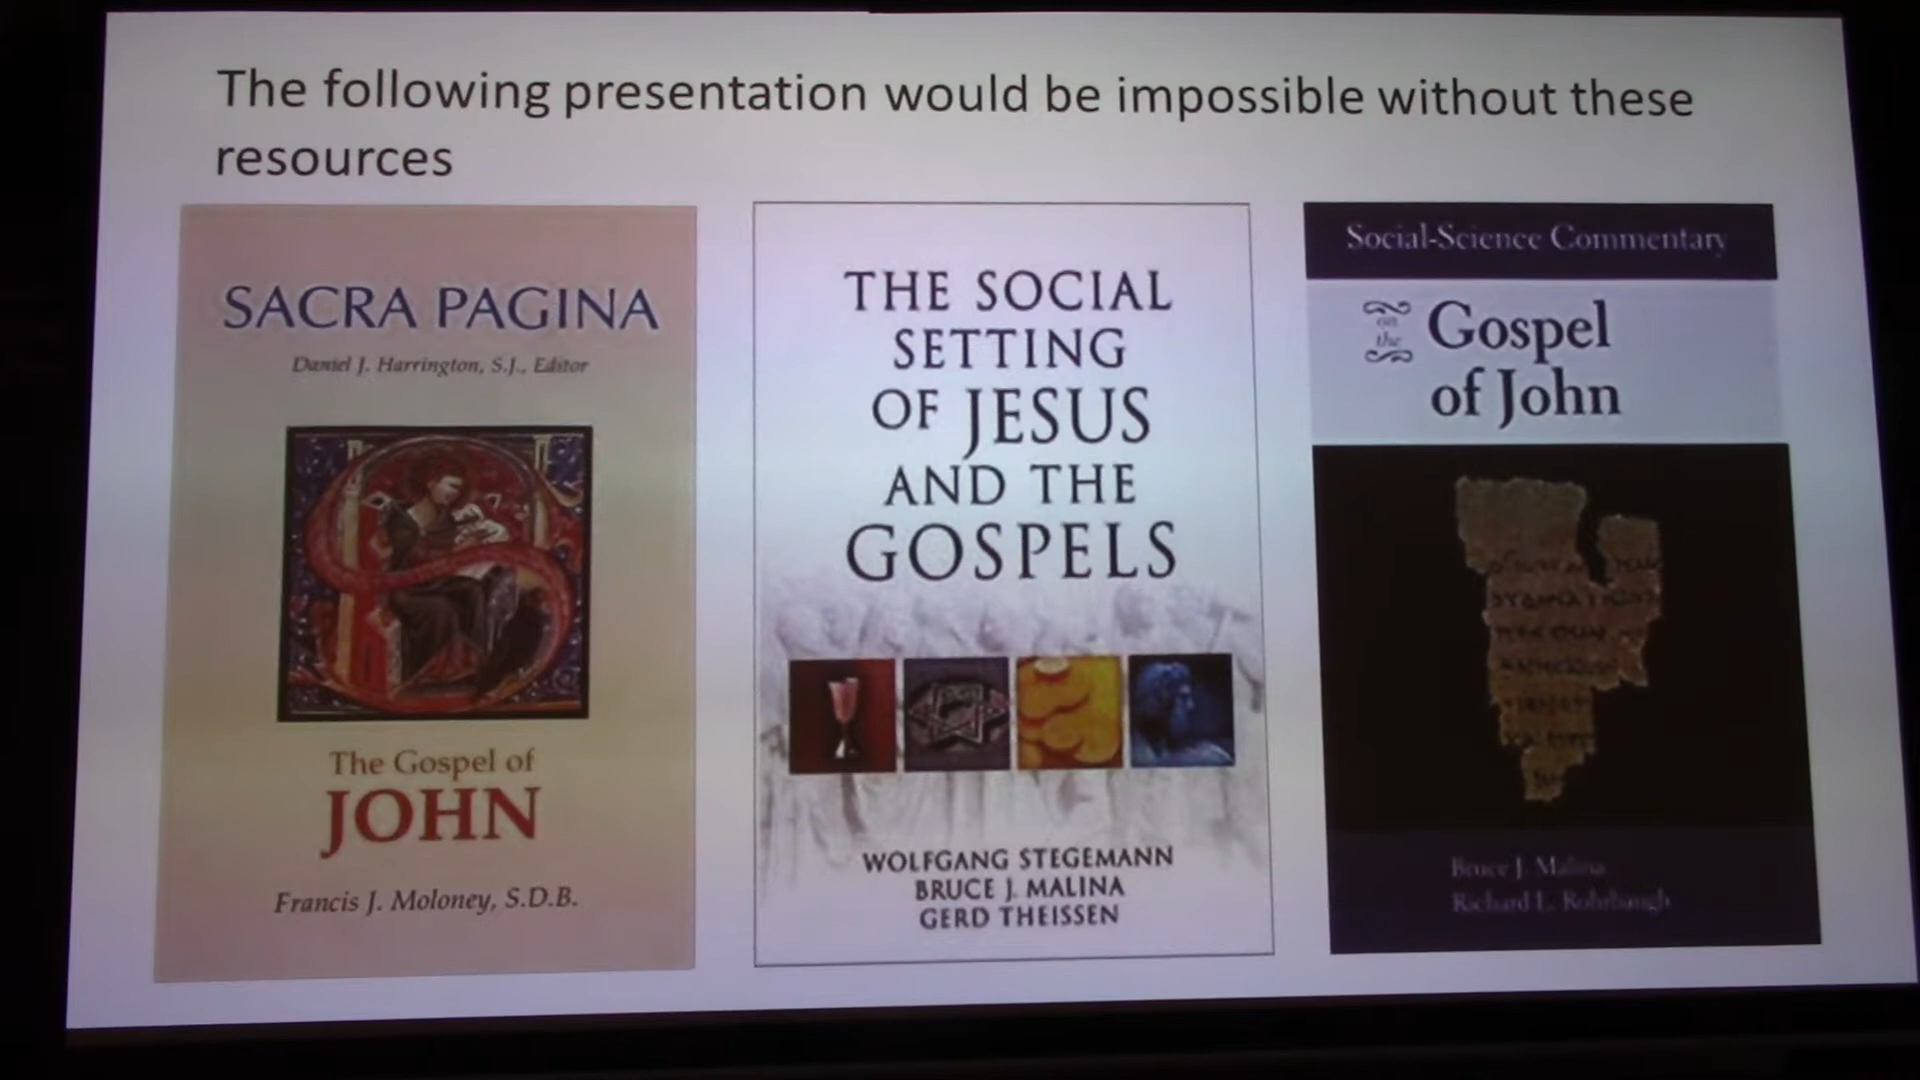 The following presentation would be impossible without these
resources
SACRA PAGINA
Daniel J. Harrington, S.J., Editor
The Gospel of
JOHN
Francis J. Moloney, S.D.B.
THE SOCIAL
SETTING
OF JESUS
AND THE
GOSPELS
WOLFGANG STEGEMANN
BRUCE J. MALINA
GERD THEISSEN
Social-Science Commentary
on
the
Gospel
of John
Bruce J. Malina
Richard L. Rohrbaugh